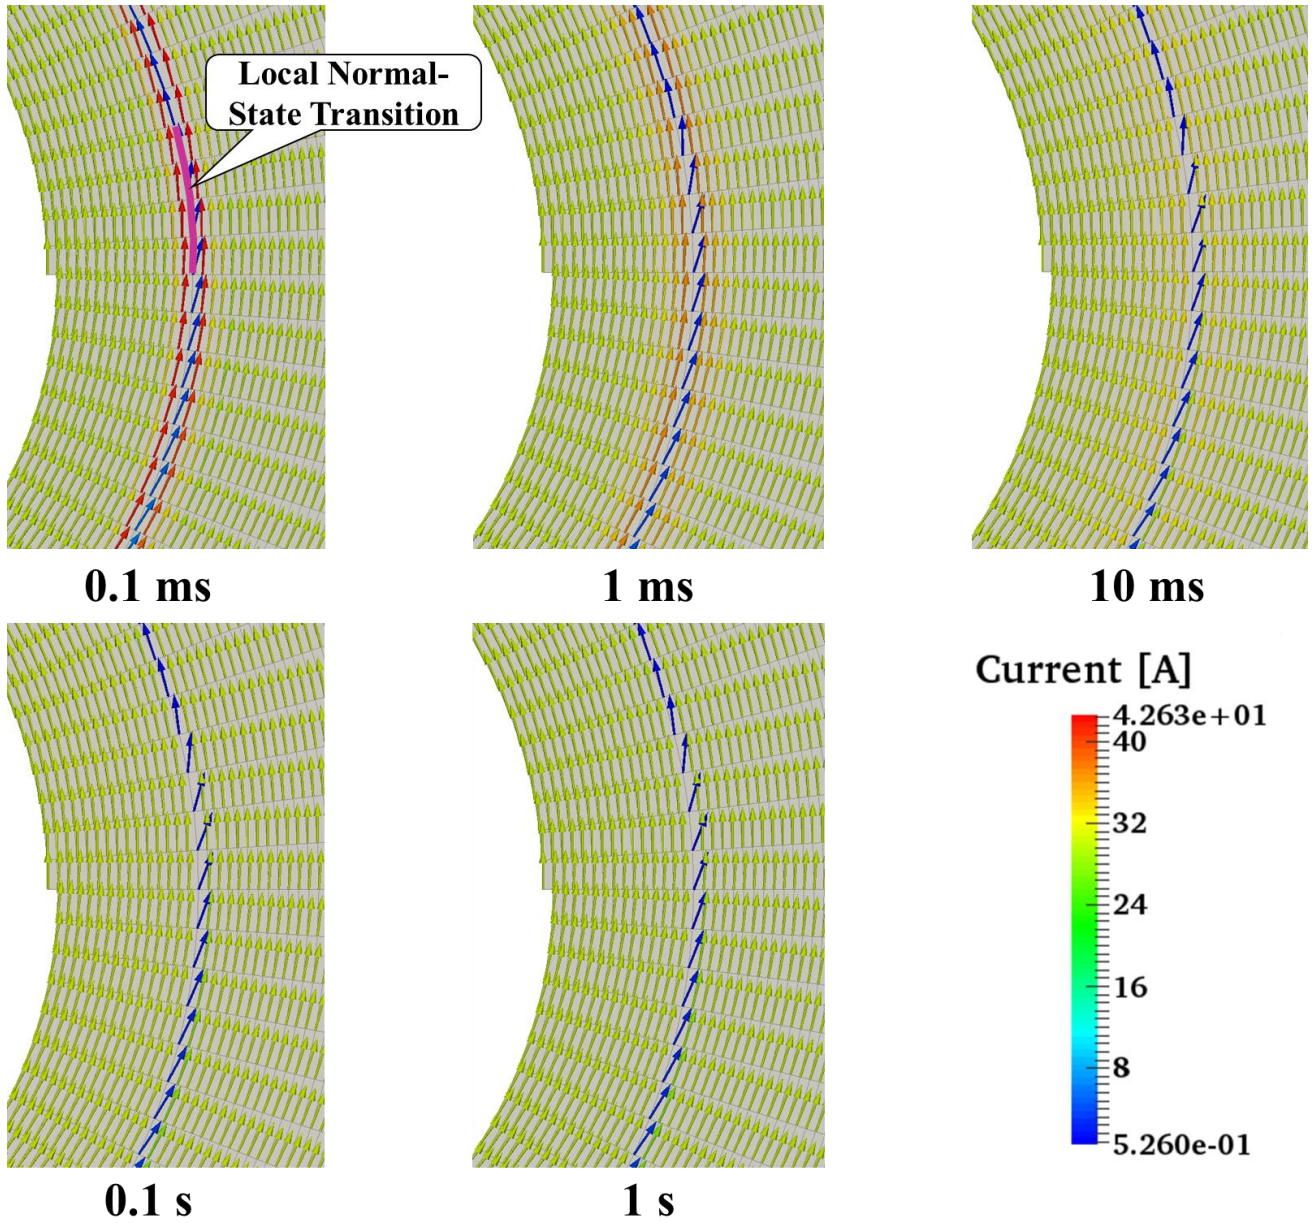 Local Normal-
State Transition
0.1 ms
1 ms
10 ms
0.1 s
1 s
Current [A]
4.263e+01
40
32
24
16
8
5.260e-01